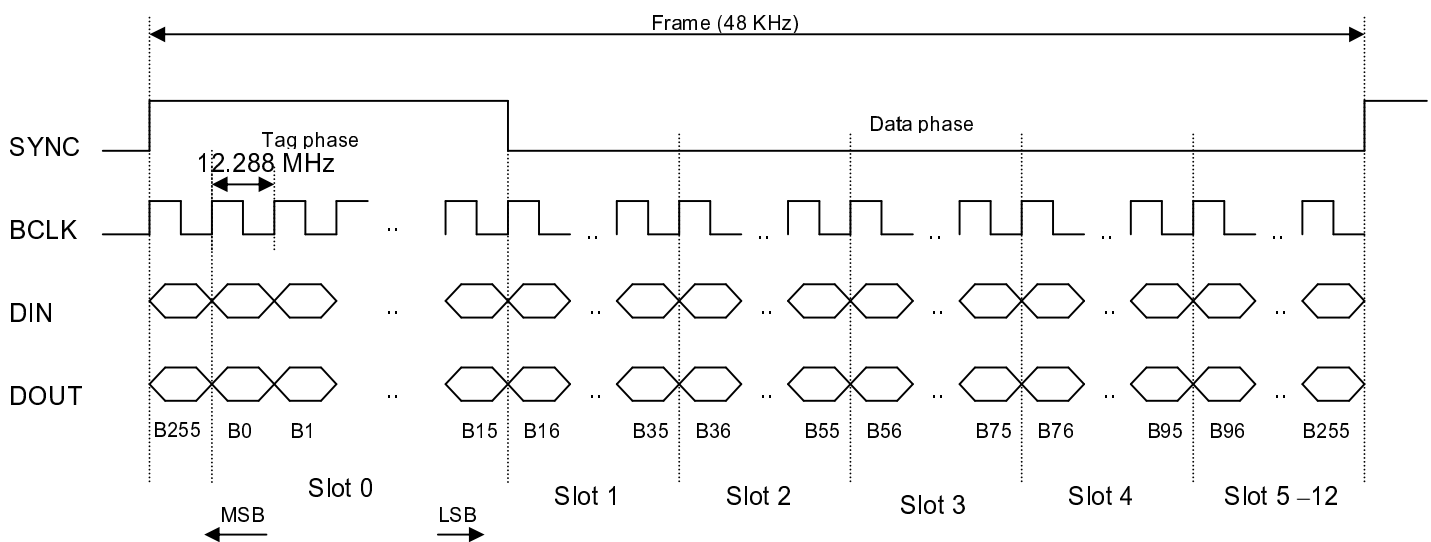 Frame (48 KHz)
SYNC
Tag phase
Data phase
12.288 MHz
BCLK
.. .. .. .. .. ..
DIN
.. .. .. .. .. ..
DOUT
.. .. .. .. .. ..
B255 B0 B1 B15 B16 B35 B36 B55 B56 B75 B76 B95 B96 B255
Slot 0 Slot 1 Slot 2 Slot 3 Slot 4 Slot 5 –12
MSB LSB